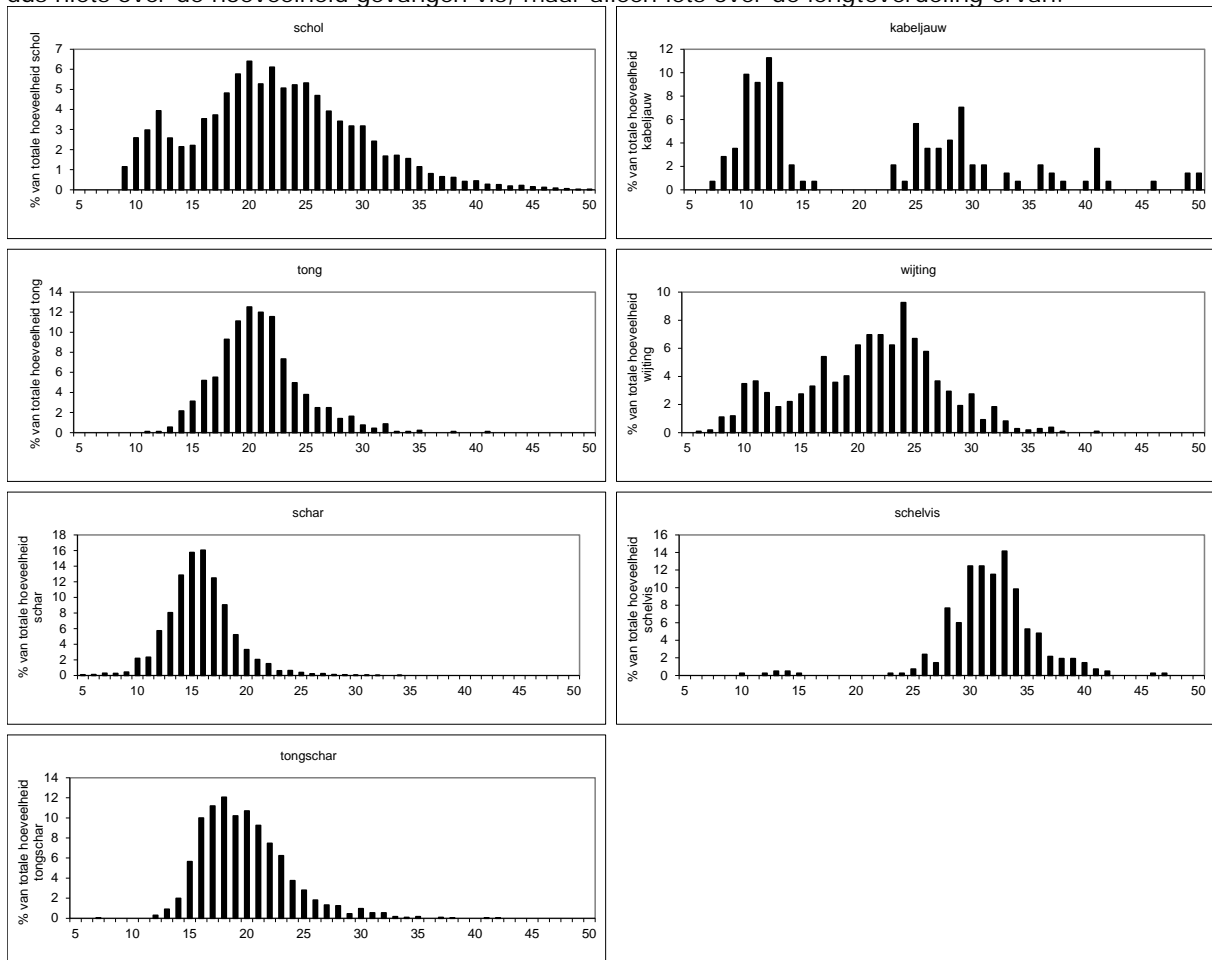 dus niets over de hoeveelheid gevangen vis, maar alleen iets over de lengteverdeling ervan.
schol
% van totale hoeveelheid schol
7
6
5
4
3
2
1
0
5 10 15 20 25 30 35 40 45 50
kabeljauw
% van totale hoeveelheid
kabeljauw
12
10
8
6
4
2
0
5 10 15 20 25 30 35 40 45 50
tong
% van totale hoeveelheid tong
14
12
10
8
6
4
2
0
5 10 15 20 25 30 35 40 45 50
wijting
% van totale hoeveelheid
wijting
10
8
6
4
2
0
5 10 15 20 25 30 35 40 45 50
schar
% van totale hoeveelheid
schar
18
16
14
12
10
8
6
4
2
0
5 10 15 20 25 30 35 40 45 50
schelvis
% van totale hoeveelheid
schelvis
16
14
12
10
8
6
4
2
0
5 10 15 20 25 30 35 40 45 50
tongschar
% van totale hoeveelheid
tongschar
14
12
10
8
6
4
2
0
5 10 15 20 25 30 35 40 45 50